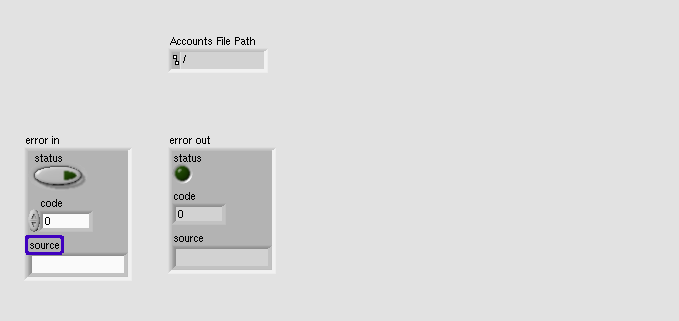 Accounts File Path
/
error in
status
code
0
source
error out
status
code
0
source